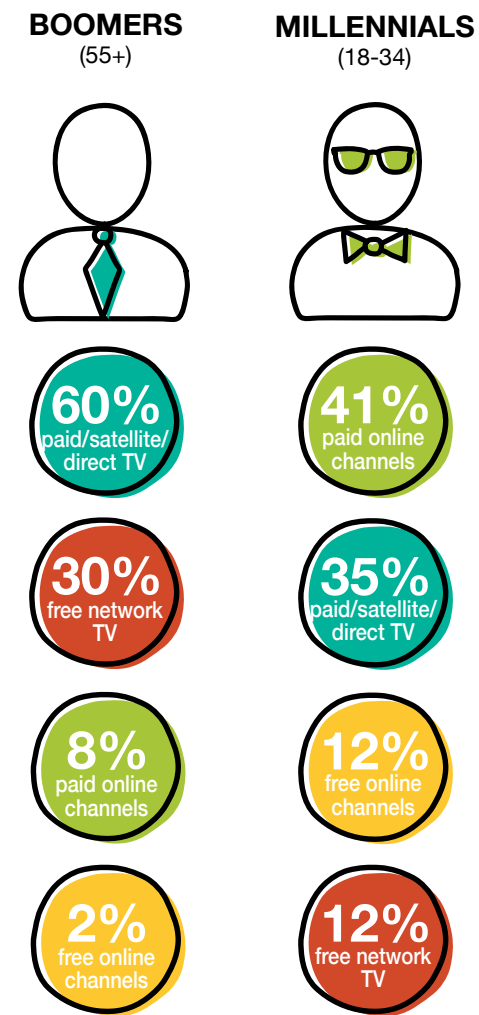 BOOMERS
(55+)
60%
paid/satellite/
direct TV
30%
free network
TV
8%
paid online
channels
2%
free online
channels
MILLENNIALS
(18-34)
41%
paid online
channels
35%
paid/satellite/
direct TV
12%
free online
channels
12%
free network
TV